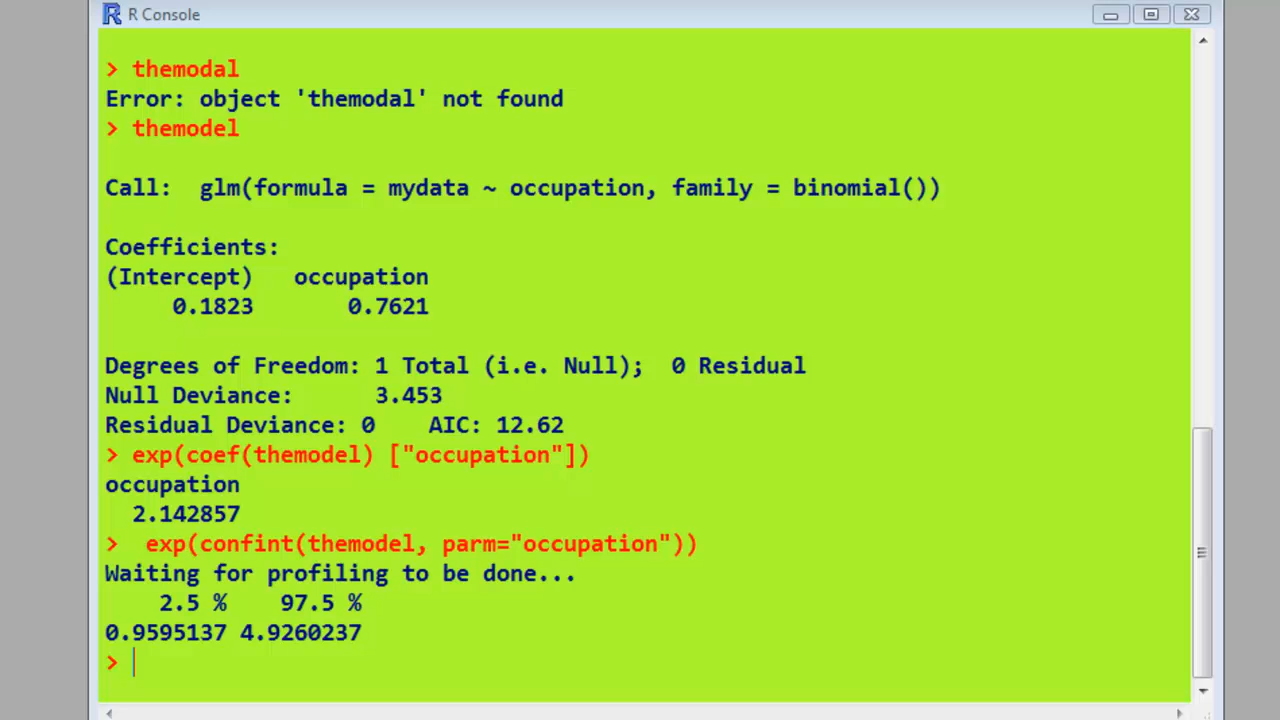 R Console
> themodal
Error: object 'themodal' not found
> themodel
Call:  glm(formula = mydata ~ occupation, family = binomial())
Coefficients:
(Intercept)   occupation
     0.1823       0.7621
Degrees of Freedom: 1 Total (i.e. Null);  0 Residual
Null Deviance:      3.453
Residual Deviance: 0    AIC: 12.62
> exp(coef(themodel) ["occupation"])
occupation
  2.142857
>  exp(confint(themodel, parm="occupation"))
Waiting for profiling to be done...
    2.5 %    97.5 %
0.9595137 4.9260237
>